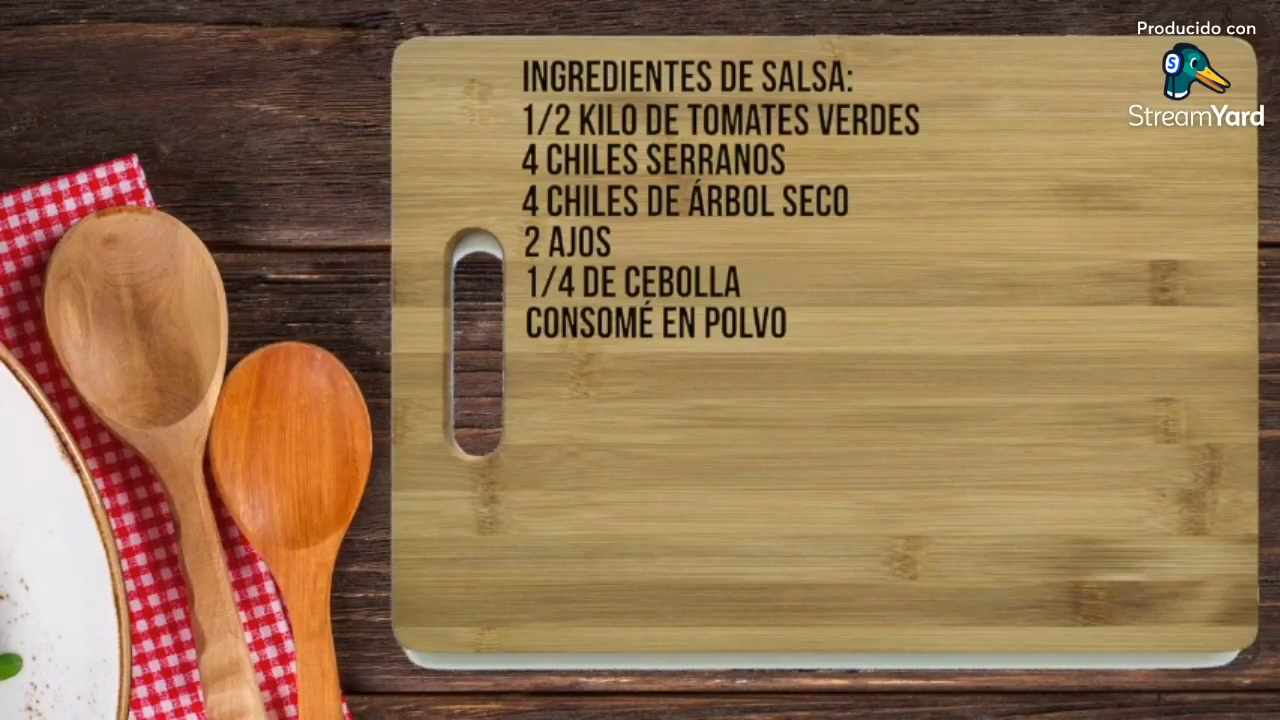 Producido con
StreamYard
INGREDIENTES DE SALSA:
1/2 KILO DE TOMATES VERDES
4 CHILES SERRANOS
4 CHILES DE ÁRBOL SECO
2 AJOS
1/4 DE CEBOLLA
CONSOMÉ EN POLVO